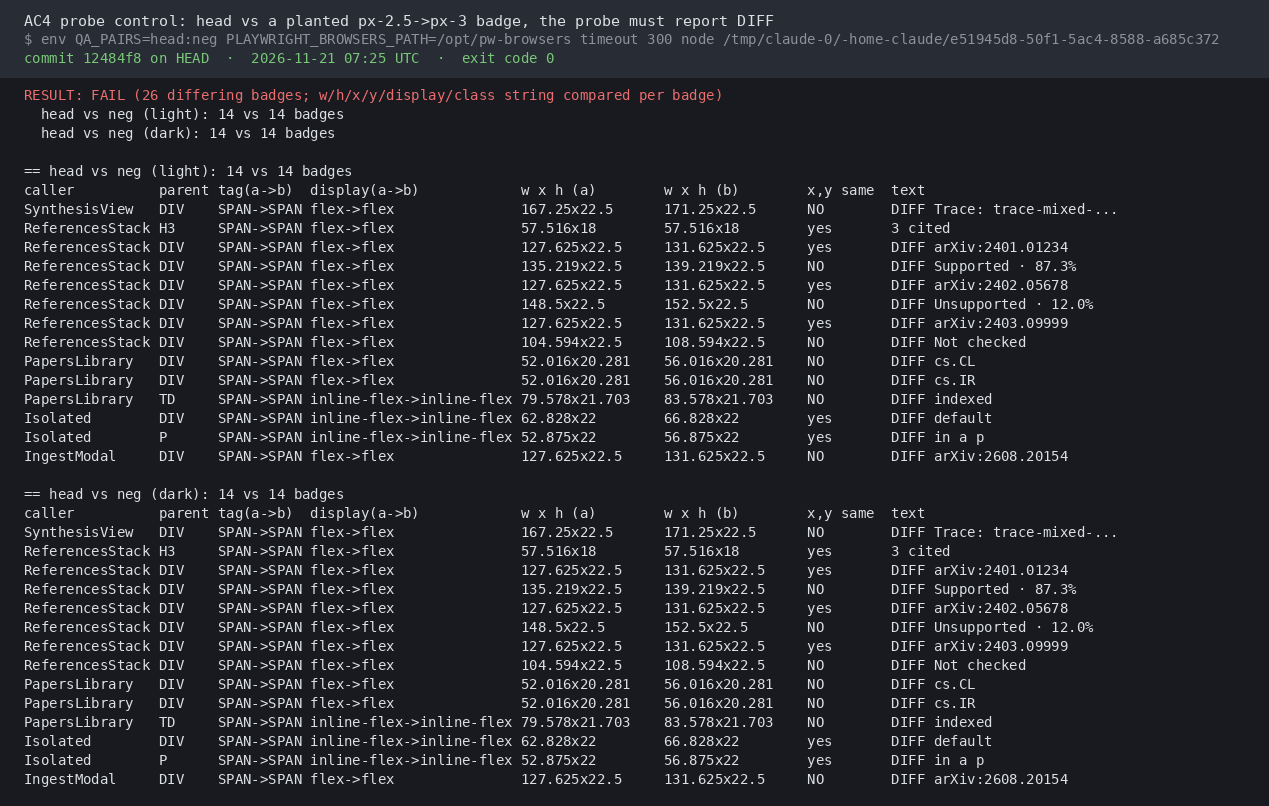 AC4 probe control: head vs a planted px-2.5->px-3 badge, the probe must report DIFF
$ env QA_PAIRS=head:neg PLAYWRIGHT_BROWSERS_PATH=/opt/pw-browsers timeout 300 node /tmp/claude-0/-home-claude/e51945d8-50f1-5ac4-8588-a685c372
commit 12484f8 on HEAD · 2026-11-21 07:25 UTC · exit code 0
RESULT: FAIL (26 differing badges; w/h/x/y/display/class string compared per badge)
head vs neg (light): 14 vs 14 badges
head vs neg (dark): 14 vs 14 badges
== head vs neg (light): 14 vs 14 badges
caller parent tag(a->b) display(a->b) w x h (a) w x h (b) x,y same text
SynthesisView DIV SPAN->SPAN flex->flex 167.25x22.5 171.25x22.5 NO DIFF Trace: trace-mixed-...
ReferencesStack H3 SPAN->SPAN flex->flex 57.516x18 57.516x18 yes 3 cited
ReferencesStack DIV SPAN->SPAN flex->flex 127.625x22.5 131.625x22.5 yes DIFF arXiv:2401.01234
ReferencesStack DIV SPAN->SPAN flex->flex 135.219x22.5 139.219x22.5 NO DIFF Supported · 87.3%
ReferencesStack DIV SPAN->SPAN flex->flex 127.625x22.5 131.625x22.5 yes DIFF arXiv:2402.05678
ReferencesStack DIV SPAN->SPAN flex->flex 148.5x22.5 152.5x22.5 NO DIFF Unsupported · 12.0%
ReferencesStack DIV SPAN->SPAN flex->flex 127.625x22.5 131.625x22.5 yes DIFF arXiv:2403.09999
ReferencesStack DIV SPAN->SPAN flex->flex 104.594x22.5 108.594x22.5 NO DIFF Not checked
PapersLibrary DIV SPAN->SPAN flex->flex 52.016x20.281 56.016x20.281 NO DIFF cs.CL
PapersLibrary DIV SPAN->SPAN flex->flex 52.016x20.281 56.016x20.281 NO DIFF cs.IR
PapersLibrary TD SPAN->SPAN inline-flex->inline-flex 79.578x21.703 83.578x21.703 NO DIFF indexed
Isolated DIV SPAN->SPAN inline-flex->inline-flex 62.828x22 66.828x22 yes DIFF default
Isolated P SPAN->SPAN inline-flex->inline-flex 52.875x22 56.875x22 yes DIFF in a p
IngestModal DIV SPAN->SPAN flex->flex 127.625x22.5 131.625x22.5 NO DIFF arXiv:2608.20154
== head vs neg (dark): 14 vs 14 badges
caller parent tag(a->b) display(a->b) w x h (a) w x h (b) x,y same text
SynthesisView DIV SPAN->SPAN flex->flex 167.25x22.5 171.25x22.5 NO DIFF Trace: trace-mixed-...
ReferencesStack H3 SPAN->SPAN flex->flex 57.516x18 57.516x18 yes 3 cited
ReferencesStack DIV SPAN->SPAN flex->flex 127.625x22.5 131.625x22.5 yes DIFF arXiv:2401.01234
ReferencesStack DIV SPAN->SPAN flex->flex 135.219x22.5 139.219x22.5 NO DIFF Supported · 87.3%
ReferencesStack DIV SPAN->SPAN flex->flex 127.625x22.5 131.625x22.5 yes DIFF arXiv:2402.05678
ReferencesStack DIV SPAN->SPAN flex->flex 148.5x22.5 152.5x22.5 NO DIFF Unsupported · 12.0%
ReferencesStack DIV SPAN->SPAN flex->flex 127.625x22.5 131.625x22.5 yes DIFF arXiv:2403.09999
ReferencesStack DIV SPAN->SPAN flex->flex 104.594x22.5 108.594x22.5 NO DIFF Not checked
PapersLibrary DIV SPAN->SPAN flex->flex 52.016x20.281 56.016x20.281 NO DIFF cs.CL
PapersLibrary DIV SPAN->SPAN flex->flex 52.016x20.281 56.016x20.281 NO DIFF cs.IR
PapersLibrary TD SPAN->SPAN inline-flex->inline-flex 79.578x21.703 83.578x21.703 NO DIFF indexed
Isolated DIV SPAN->SPAN inline-flex->inline-flex 62.828x22 66.828x22 yes DIFF default
Isolated P SPAN->SPAN inline-flex->inline-flex 52.875x22 56.875x22 yes DIFF in a p
IngestModal DIV SPAN->SPAN flex->flex 127.625x22.5 131.625x22.5 NO DIFF arXiv:2608.20154